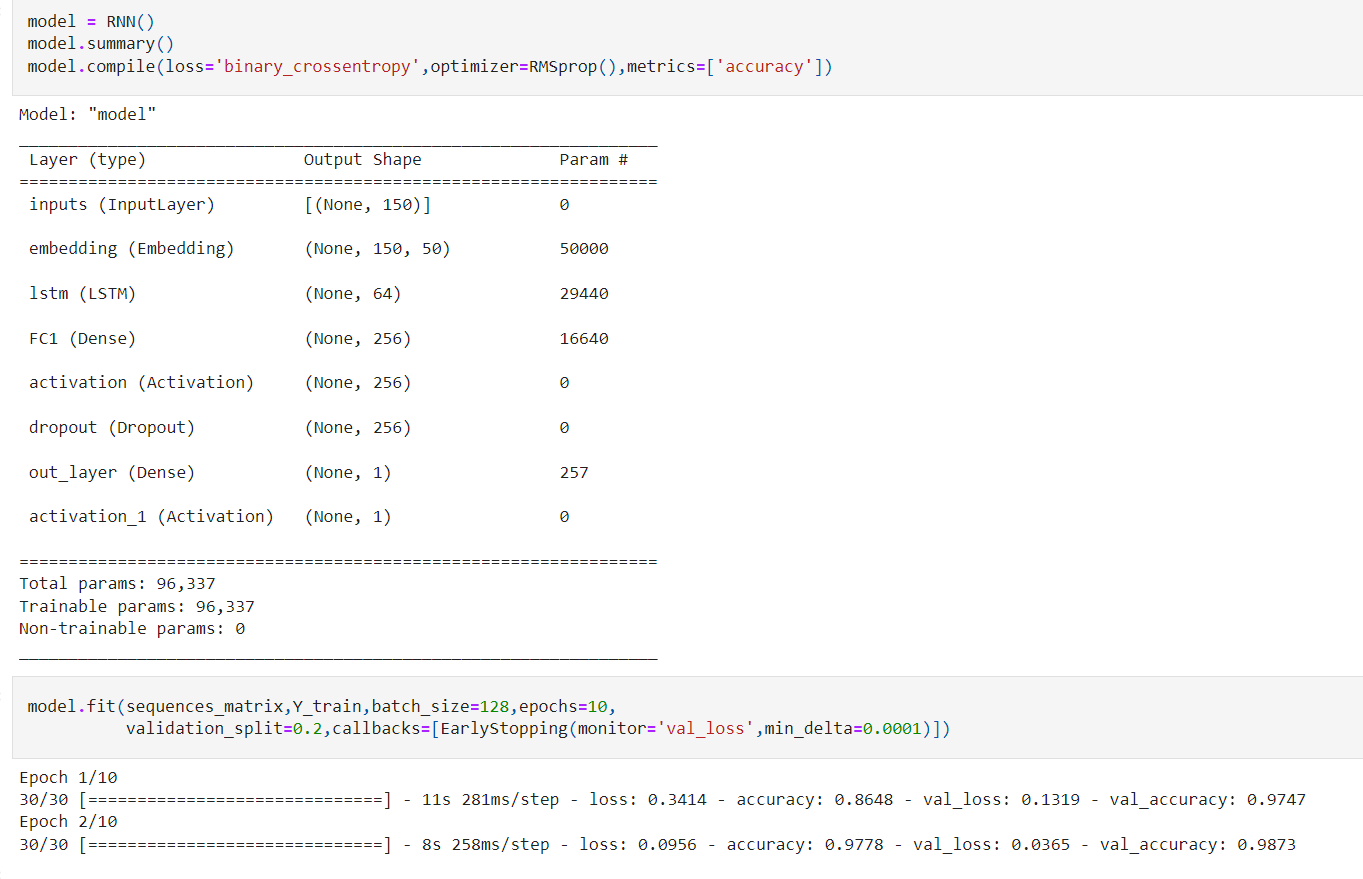 model = RNN()
model.summary()
model.compile(loss='binary_crossentropy',optimizer=RMSprop(),metrics=['accuracy'])
Model: "model"
_________________________________________________________________
Layer (type) Output Shape Param #
=================================================================
inputs (InputLayer) [(None, 150)] 0
embedding (Embedding) (None, 150, 50) 50000
lstm (LSTM) (None, 64) 29440
FC1 (Dense) (None, 256) 16640
activation (Activation) (None, 256) 0
dropout (Dropout) (None, 256) 0
out_layer (Dense) (None, 1) 257
activation_1 (Activation) (None, 1) 0
=================================================================
Total params: 96,337
Trainable params: 96,337
Non-trainable params: 0
_________________________________________________________________
model.fit(sequences_matrix,Y_train,batch_size=128,epochs=10,
validation_split=0.2,callbacks=[EarlyStopping(monitor='val_loss',min_delta=0.0001)])
Epoch 1/10
30/30 [==============================] - 11s 281ms/step - loss: 0.3414 - accuracy: 0.8648 - val_loss: 0.1319 - val_accuracy: 0.9747
Epoch 2/10
30/30 [==============================] - 8s 258ms/step - loss: 0.0956 - accuracy: 0.9778 - val_loss: 0.0365 - val_accuracy: 0.9873